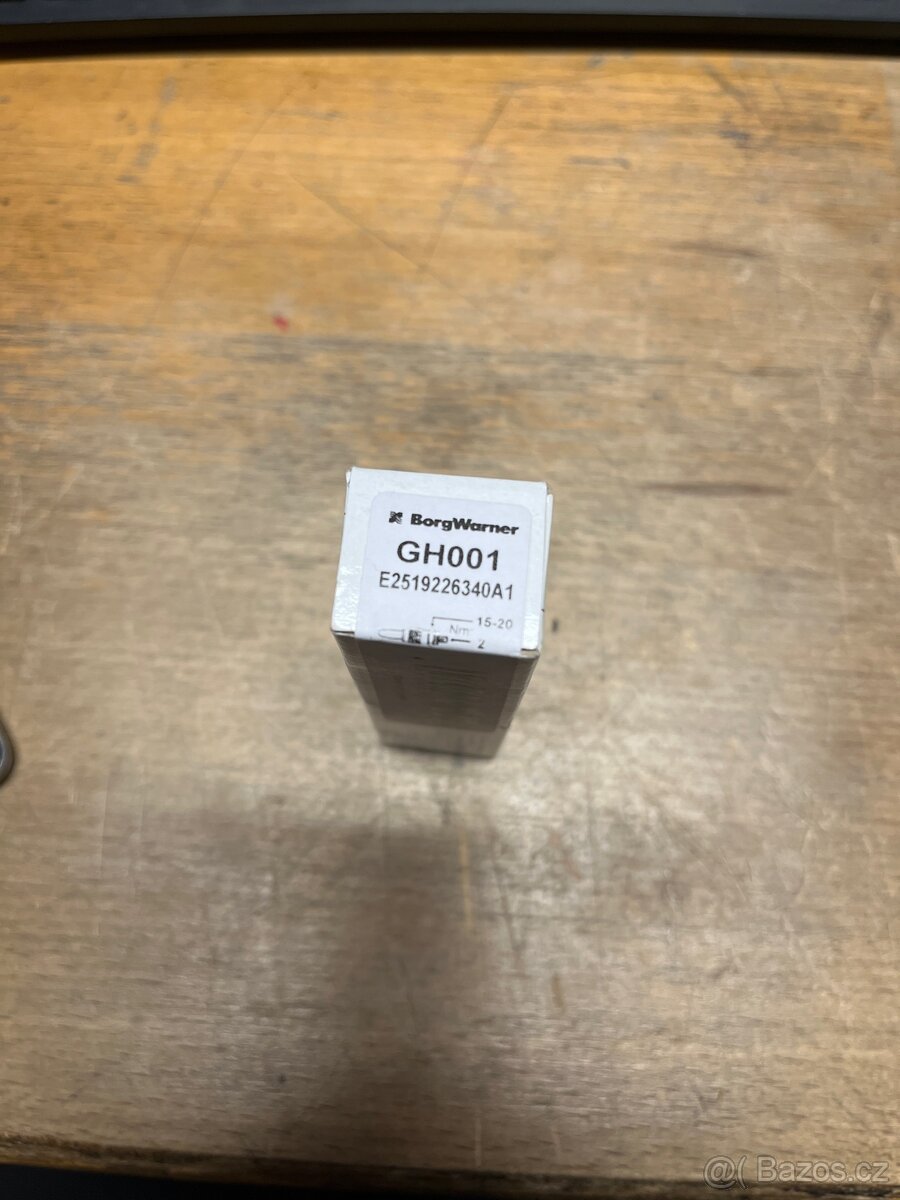 BorgWarner
GH001
E2519226340A1
15-20
Nm
2
@( Bazos.cz